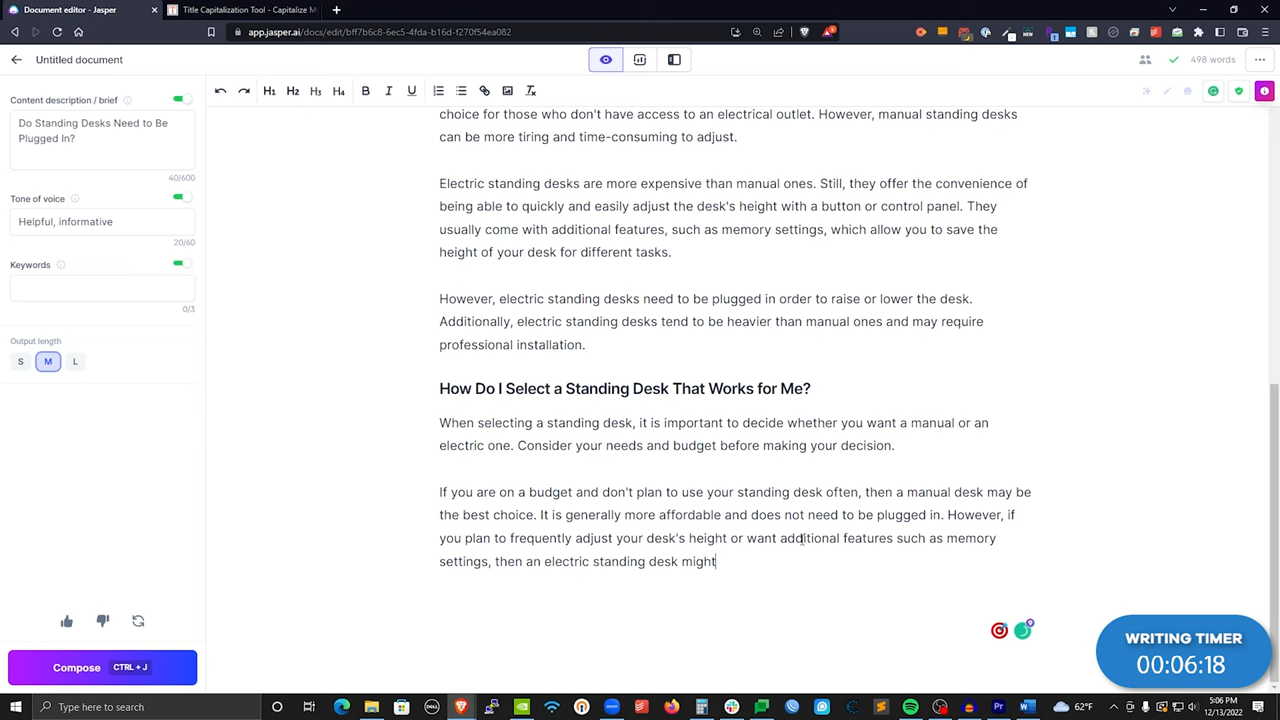 Document editor - Jasper
Title Capitalization Tool - Capitalize M
app.jasper.ai/docs/edit/bff7b6c8-6ec5-4fda-b16d-f270f54ea082
Untitled document
498 words
H1 H2 H3 H4 B I U
Content description / brief
Do Standing Desks Need to Be
Plugged In?
40/600
Tone of voice
Helpful, informative
20/60
Keywords
0/3
Output length
S M L
Compose CTRL + J
choice for those who don't have access to an electrical outlet. However, manual standing desks
can be more tiring and time-consuming to adjust.
Electric standing desks are more expensive than manual ones. Still, they offer the convenience of
being able to quickly and easily adjust the desk's height with a button or control panel. They
usually come with additional features, such as memory settings, which allow you to save the
height of your desk for different tasks.
However, electric standing desks need to be plugged in order to raise or lower the desk.
Additionally, electric standing desks tend to be heavier than manual ones and may require
professional installation.
How Do I Select a Standing Desk That Works for Me?
When selecting a standing desk, it is important to decide whether you want a manual or an
electric one. Consider your needs and budget before making your decision.
If you are on a budget and don't plan to use your standing desk often, then a manual desk may be
the best choice. It is generally more affordable and does not need to be plugged in. However, if
you plan to frequently adjust your desk's height or want additional features such as memory
settings, then an electric standing desk might
WRITING TIMER
00:06:18
Type here to search
62°F
5:06 PM
12/13/2022